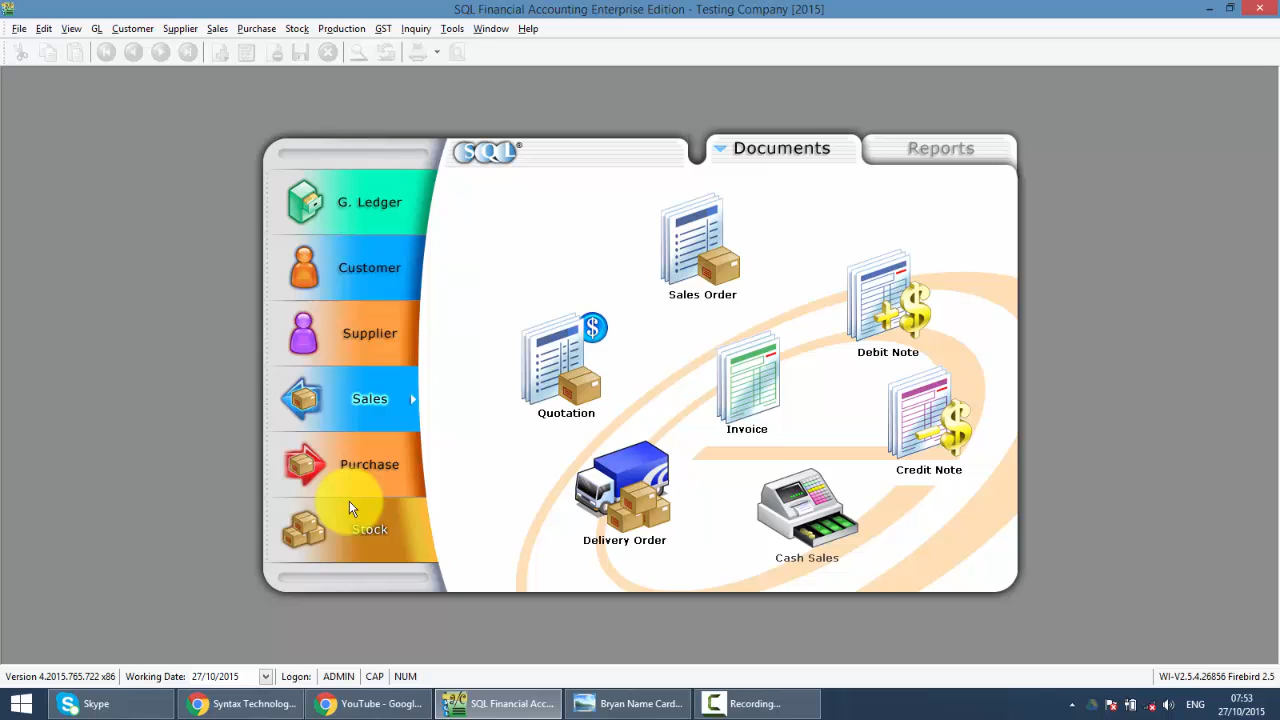 SQL Financial Accounting Enterprise Edition - Testing Company [2015]
File Edit View GL Customer Supplier Sales Purchase Stock Production GST Inquiry Tools Window Help
SQL®
Documents
Reports
G. Ledger
Customer
Supplier
Sales
Purchase
Stock
Sales Order
Debit Note
Quotation
Invoice
Credit Note
Delivery Order
Cash Sales
Version 4.2015.765.722 x86 Working Date: 27/10/2015 Logon: ADMIN CAP NUM WI-V2.5.4.26856 Firebird 2.5
Skype Syntax Technolog... YouTube - Googl... SQL Financial Acc... Bryan Name Card... Recording... ENG 07:53
27/10/2015